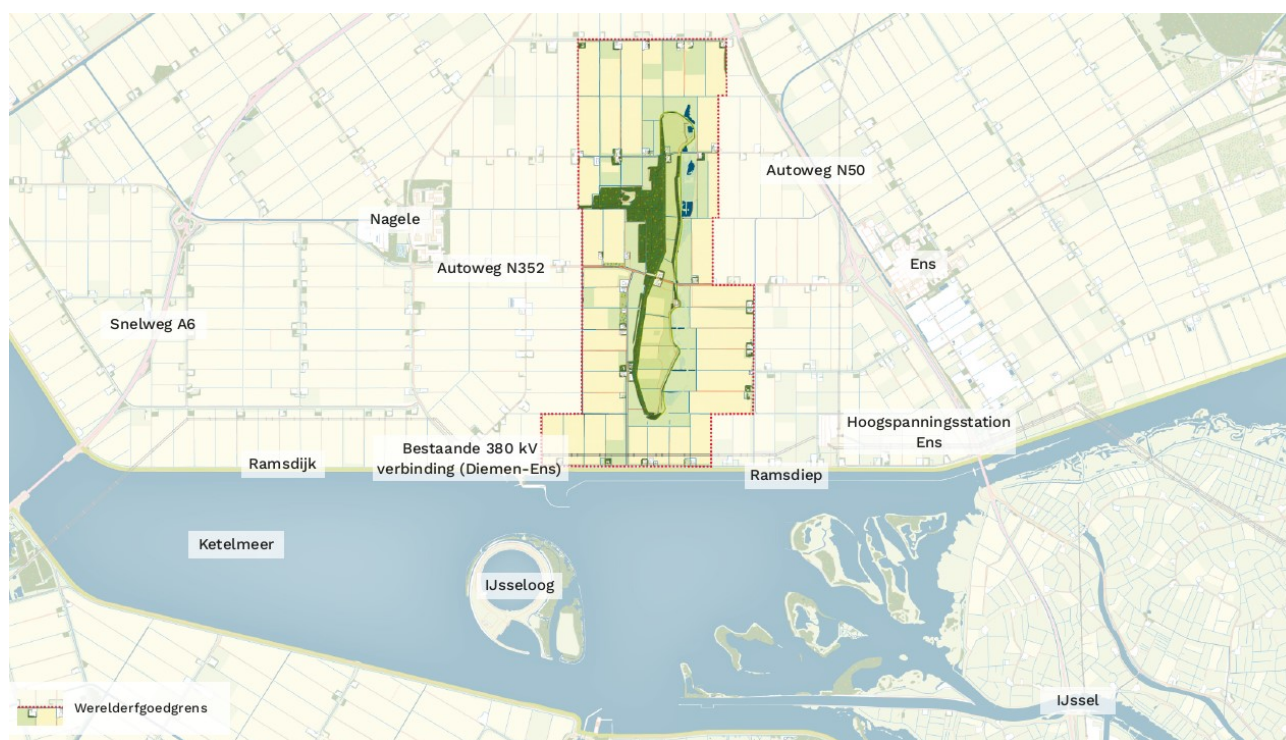 Autoweg N50
Nagele
Ens
Autoweg N352
Snelweg A6
Hoogspanningsstation
Ens
Bestaande 380 kV
verbinding (Diemen-Ens)
Ramsdijk
Ramsdiep
Ketelmeer
IJsseloog
IJssel
Werelderfgoedgrens